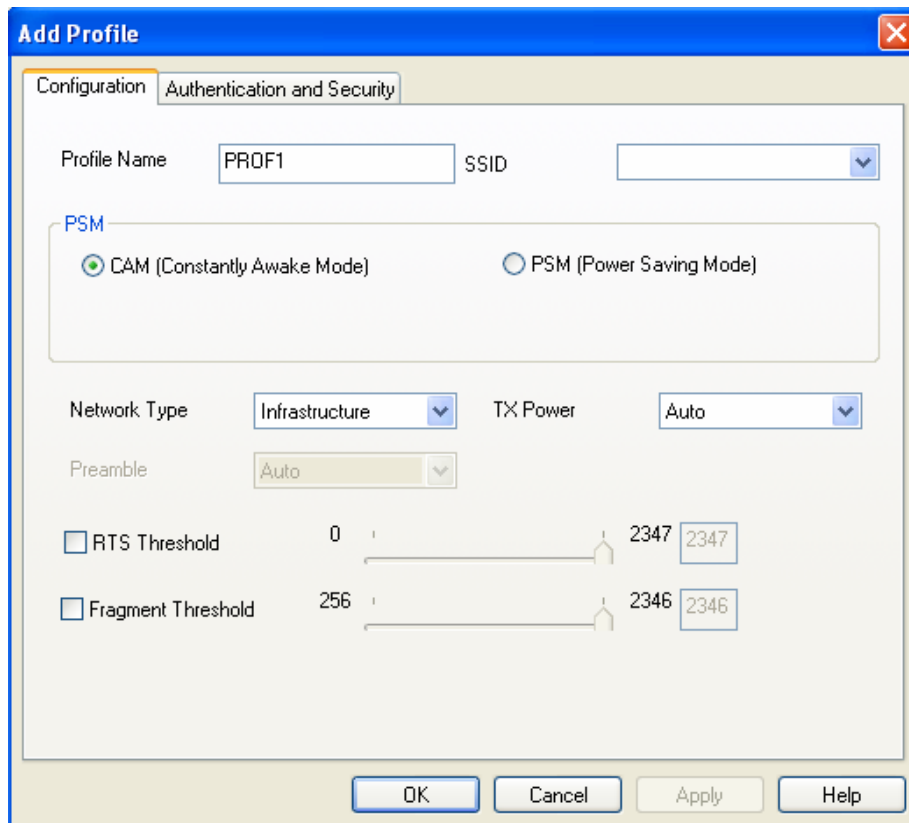 Add Profile
Configuration
Authentication and Security
Profile Name
PROF1
SSID
PSM
CAM (Constantly Awake Mode)
PSM (Power Saving Mode)
Network Type
Infrastructure
TX Power
Auto
Preamble
Auto
RTS Threshold
0
2347
2347
Fragment Threshold
256
2346
2346
OK
Cancel
Apply
Help